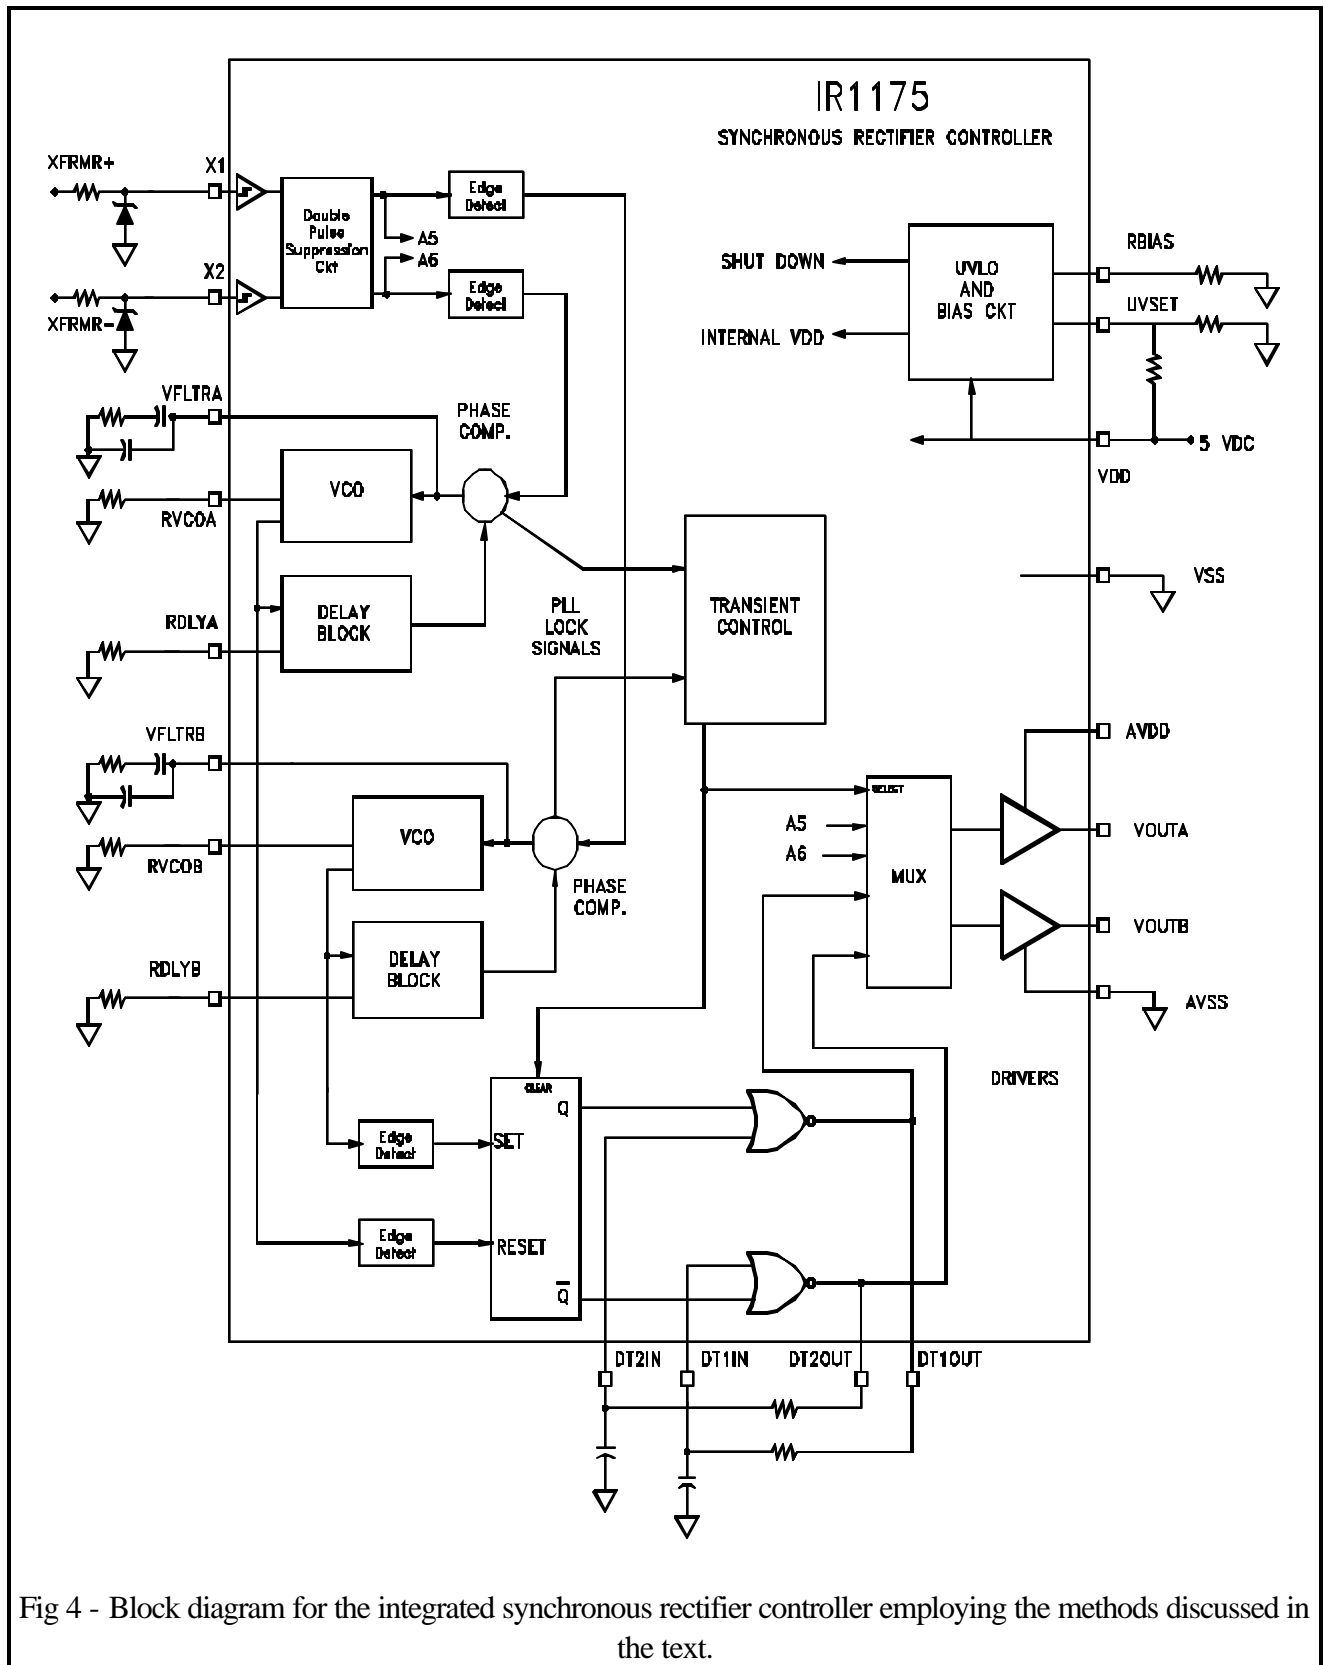 IR1175
SYNCHRONOUS RECTIFIER CONTROLLER
XFRMR+
X1
Double
Pulse
Suppression
Ckt
Edge
Detect
A5
A6
X2
XFRMR-
Edge
Detect
SHUT DOWN
INTERNAL VDD
UVLO
AND
BIAS CKT
RBIAS
UVSET
5 VDC
VDD
VFLTRA
PHASE
COMP.
VCO
RVCOA
VSS
RDLYA
DELAY
BLOCK
PLL
LOCK
SIGNALS
TRANSIENT
CONTROL
VFLTRB
AVDD
VCO
RVCOB
PHASE
COMP.
SELECT
A5
A6
MUX
VOUTA
VOUTB
RDLYB
DELAY
BLOCK
AVSS
DRIVERS
CLEAR
Q
Edge
Detect
SET
Edge
Detect
RESET
Q
DT2IN
DT1IN
DT2OUT
DT1OUT
Fig 4 - Block diagram for the integrated synchronous rectifier controller employing the methods discussed in
the text.